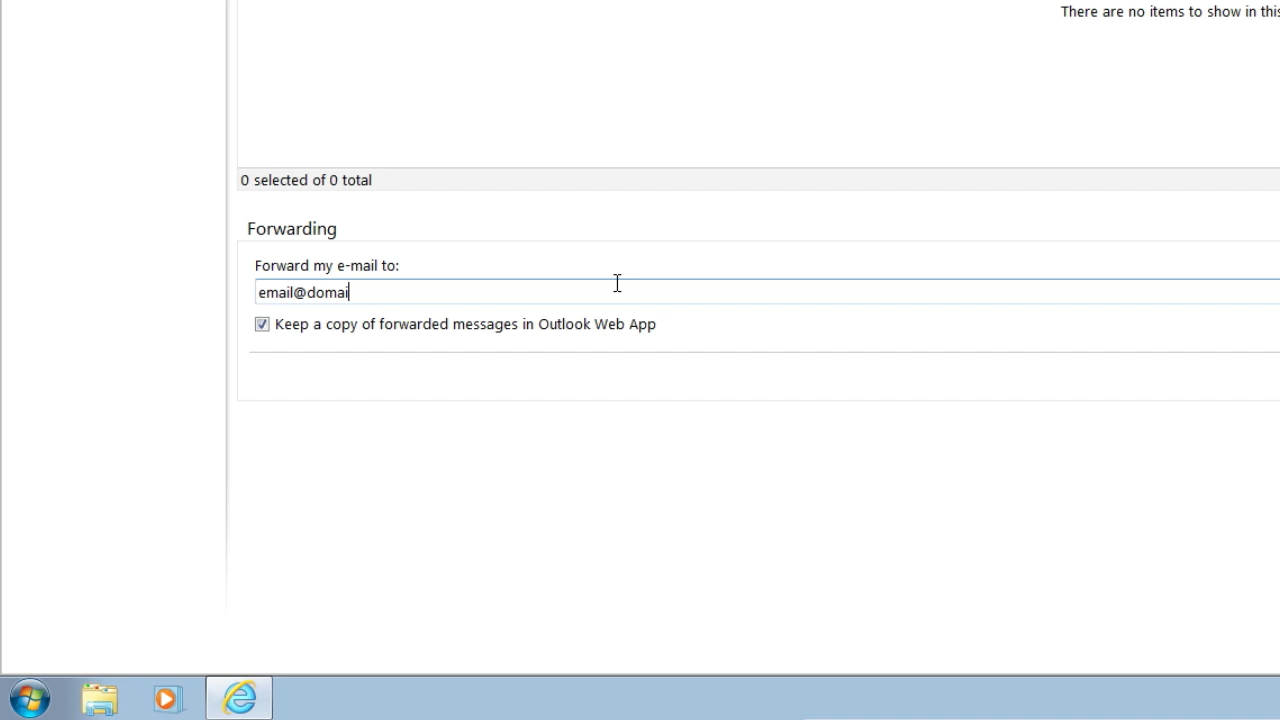 There are no items to show in this
0 selected of 0 total
Forwarding
Forward my e-mail to:
email@domai
Keep a copy of forwarded messages in Outlook Web App